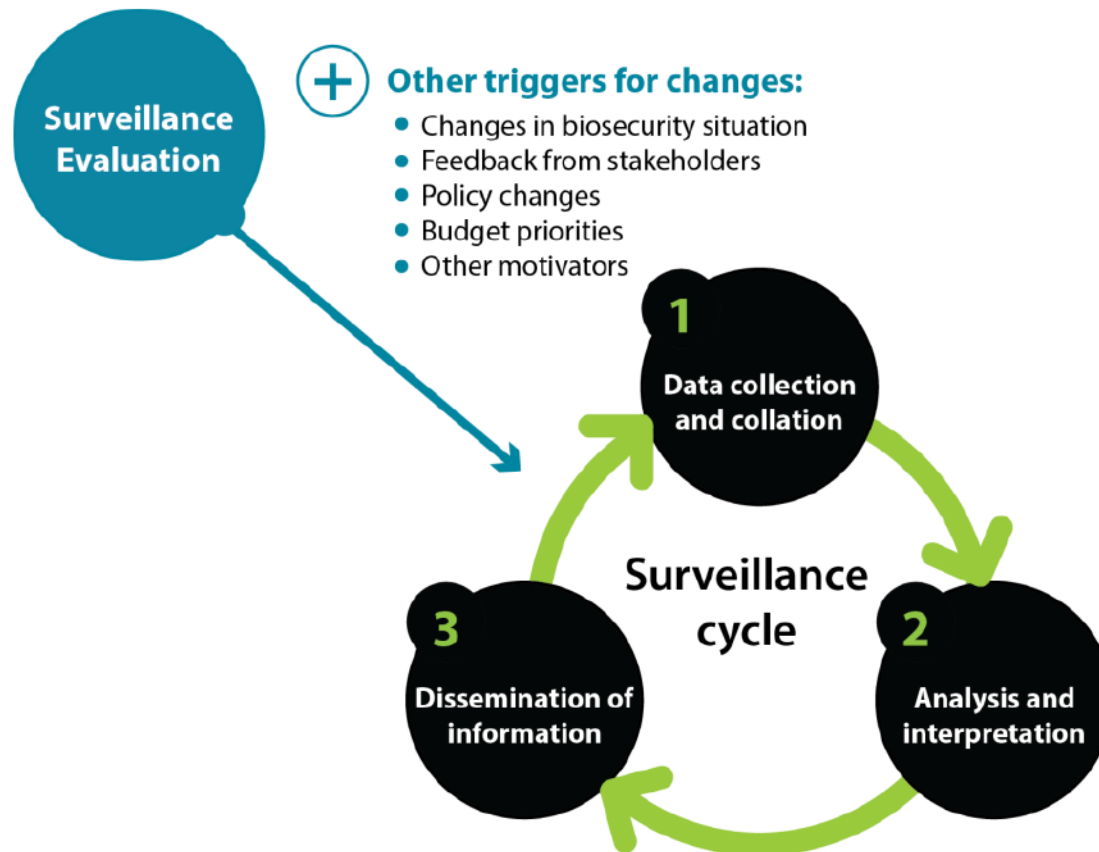 Surveillance
Evaluation
+
Other triggers for changes:
• Changes in biosecurity situation
• Feedback from stakeholders
• Policy changes
• Budget priorities
• Other motivators
1
Data collection
and collation
Surveillance
cycle
2
Analysis and
interpretation
3
Dissemination of
information